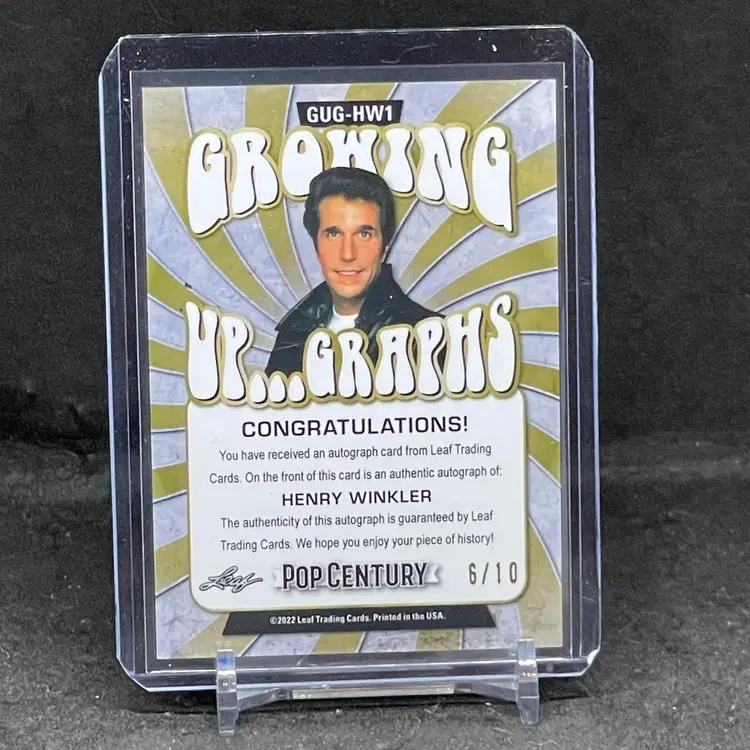 GUG-HW1
GROWING
UP...GRAPHS
CONGRATULATIONS!
You have received an autograph card from Leaf Trading
Cards. On the front of this card is an authentic autograph of:
HENRY WINKLER
The authenticity of this autograph is guaranteed by Leaf
Trading Cards. We hope you enjoy your piece of history!
Leaf POP CENTURY 6/10
©2022 Leaf Trading Cards. Printed in the USA.